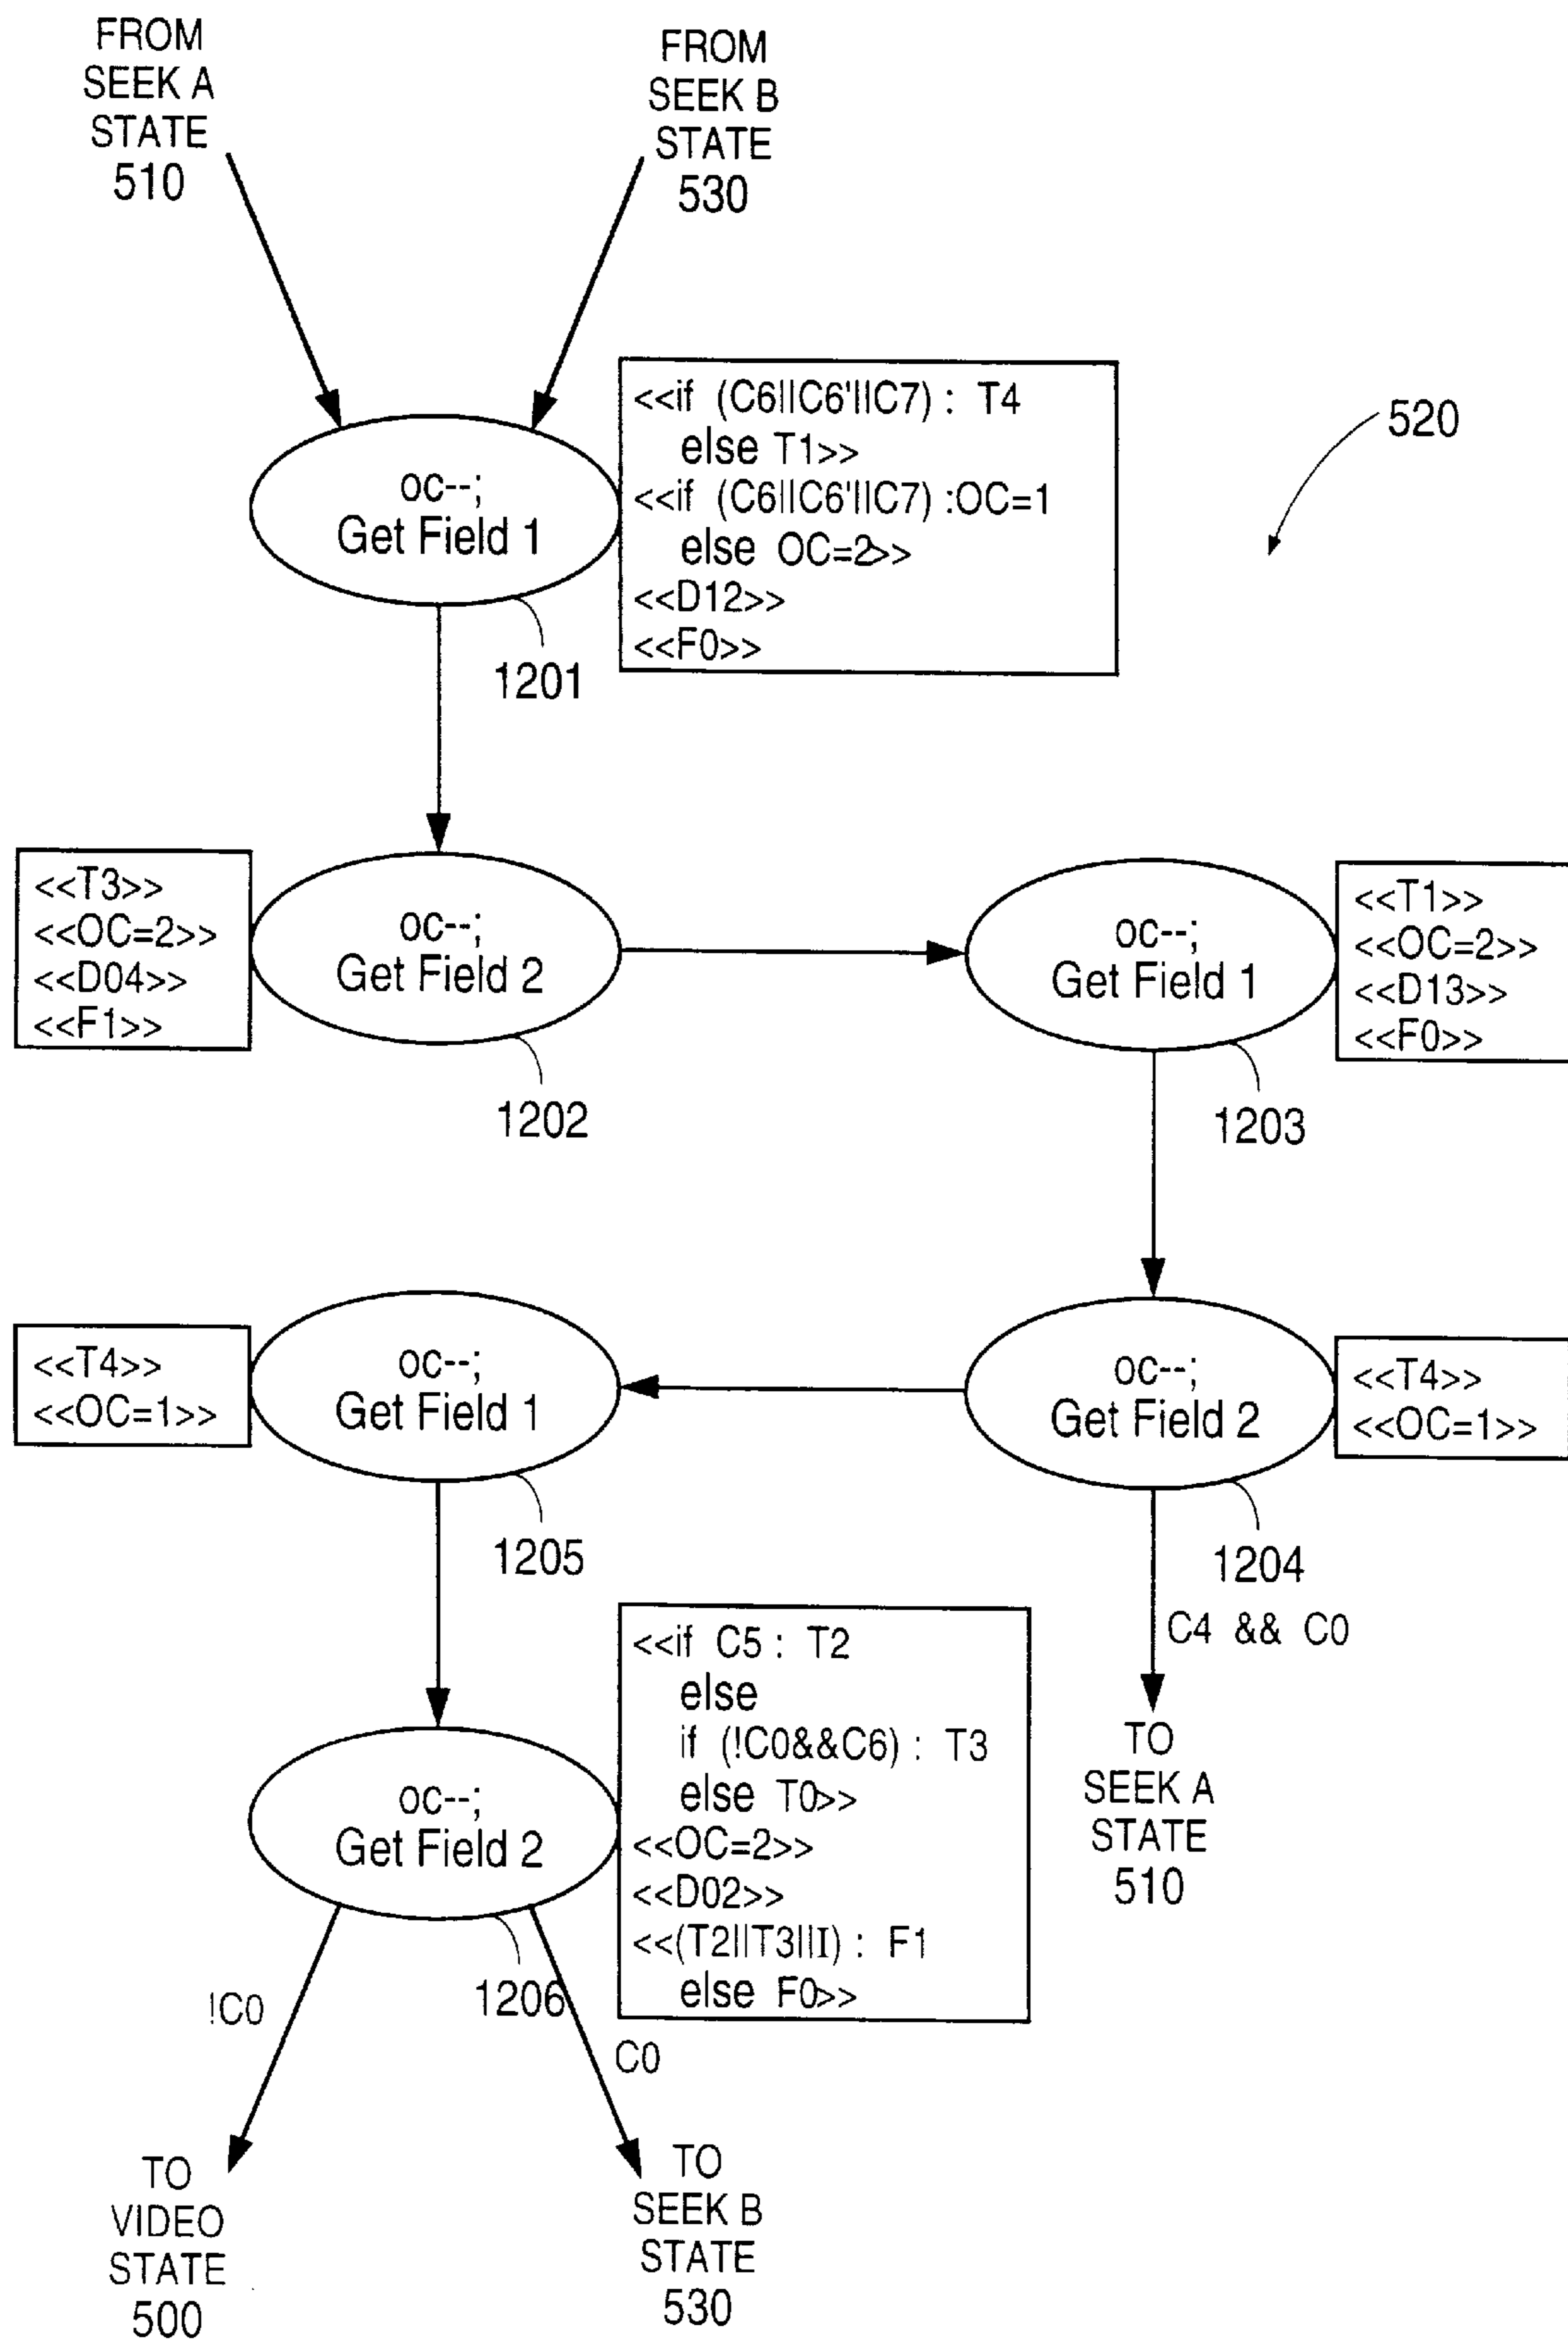 FROM
SEEK A
STATE
510
FROM
SEEK B
STATE
530
oc--;
Get Field 1
1201
<<if (C6||C6'||C7) : T4
else T1>>
<<if (C6||C6'||C7) :OC=1
else OC=2>>
<<D12>>
<<F0>>
520
<<T3>>
<<OC=2>>
<<D04>>
<<F1>>
oc--;
Get Field 2
1202
oc--;
Get Field 1
1203
<<T1>>
<<OC=2>>
<<D13>>
<<F0>>
<<T4>>
<<OC=1>>
oc--;
Get Field 1
1205
oc--;
Get Field 2
1204
<<T4>>
<<OC=1>>
C4 && C0
TO
SEEK A
STATE
510
oc--;
Get Field 2
1206
<<if C5 : T2
else
if (!C0&&C6) : T3
else T0>>
<<OC=2>>
<<D02>>
<<(T2||T3||I) : F1
else F0>>
!C0
C0
TO
VIDEO
STATE
500
TO
SEEK B
STATE
530